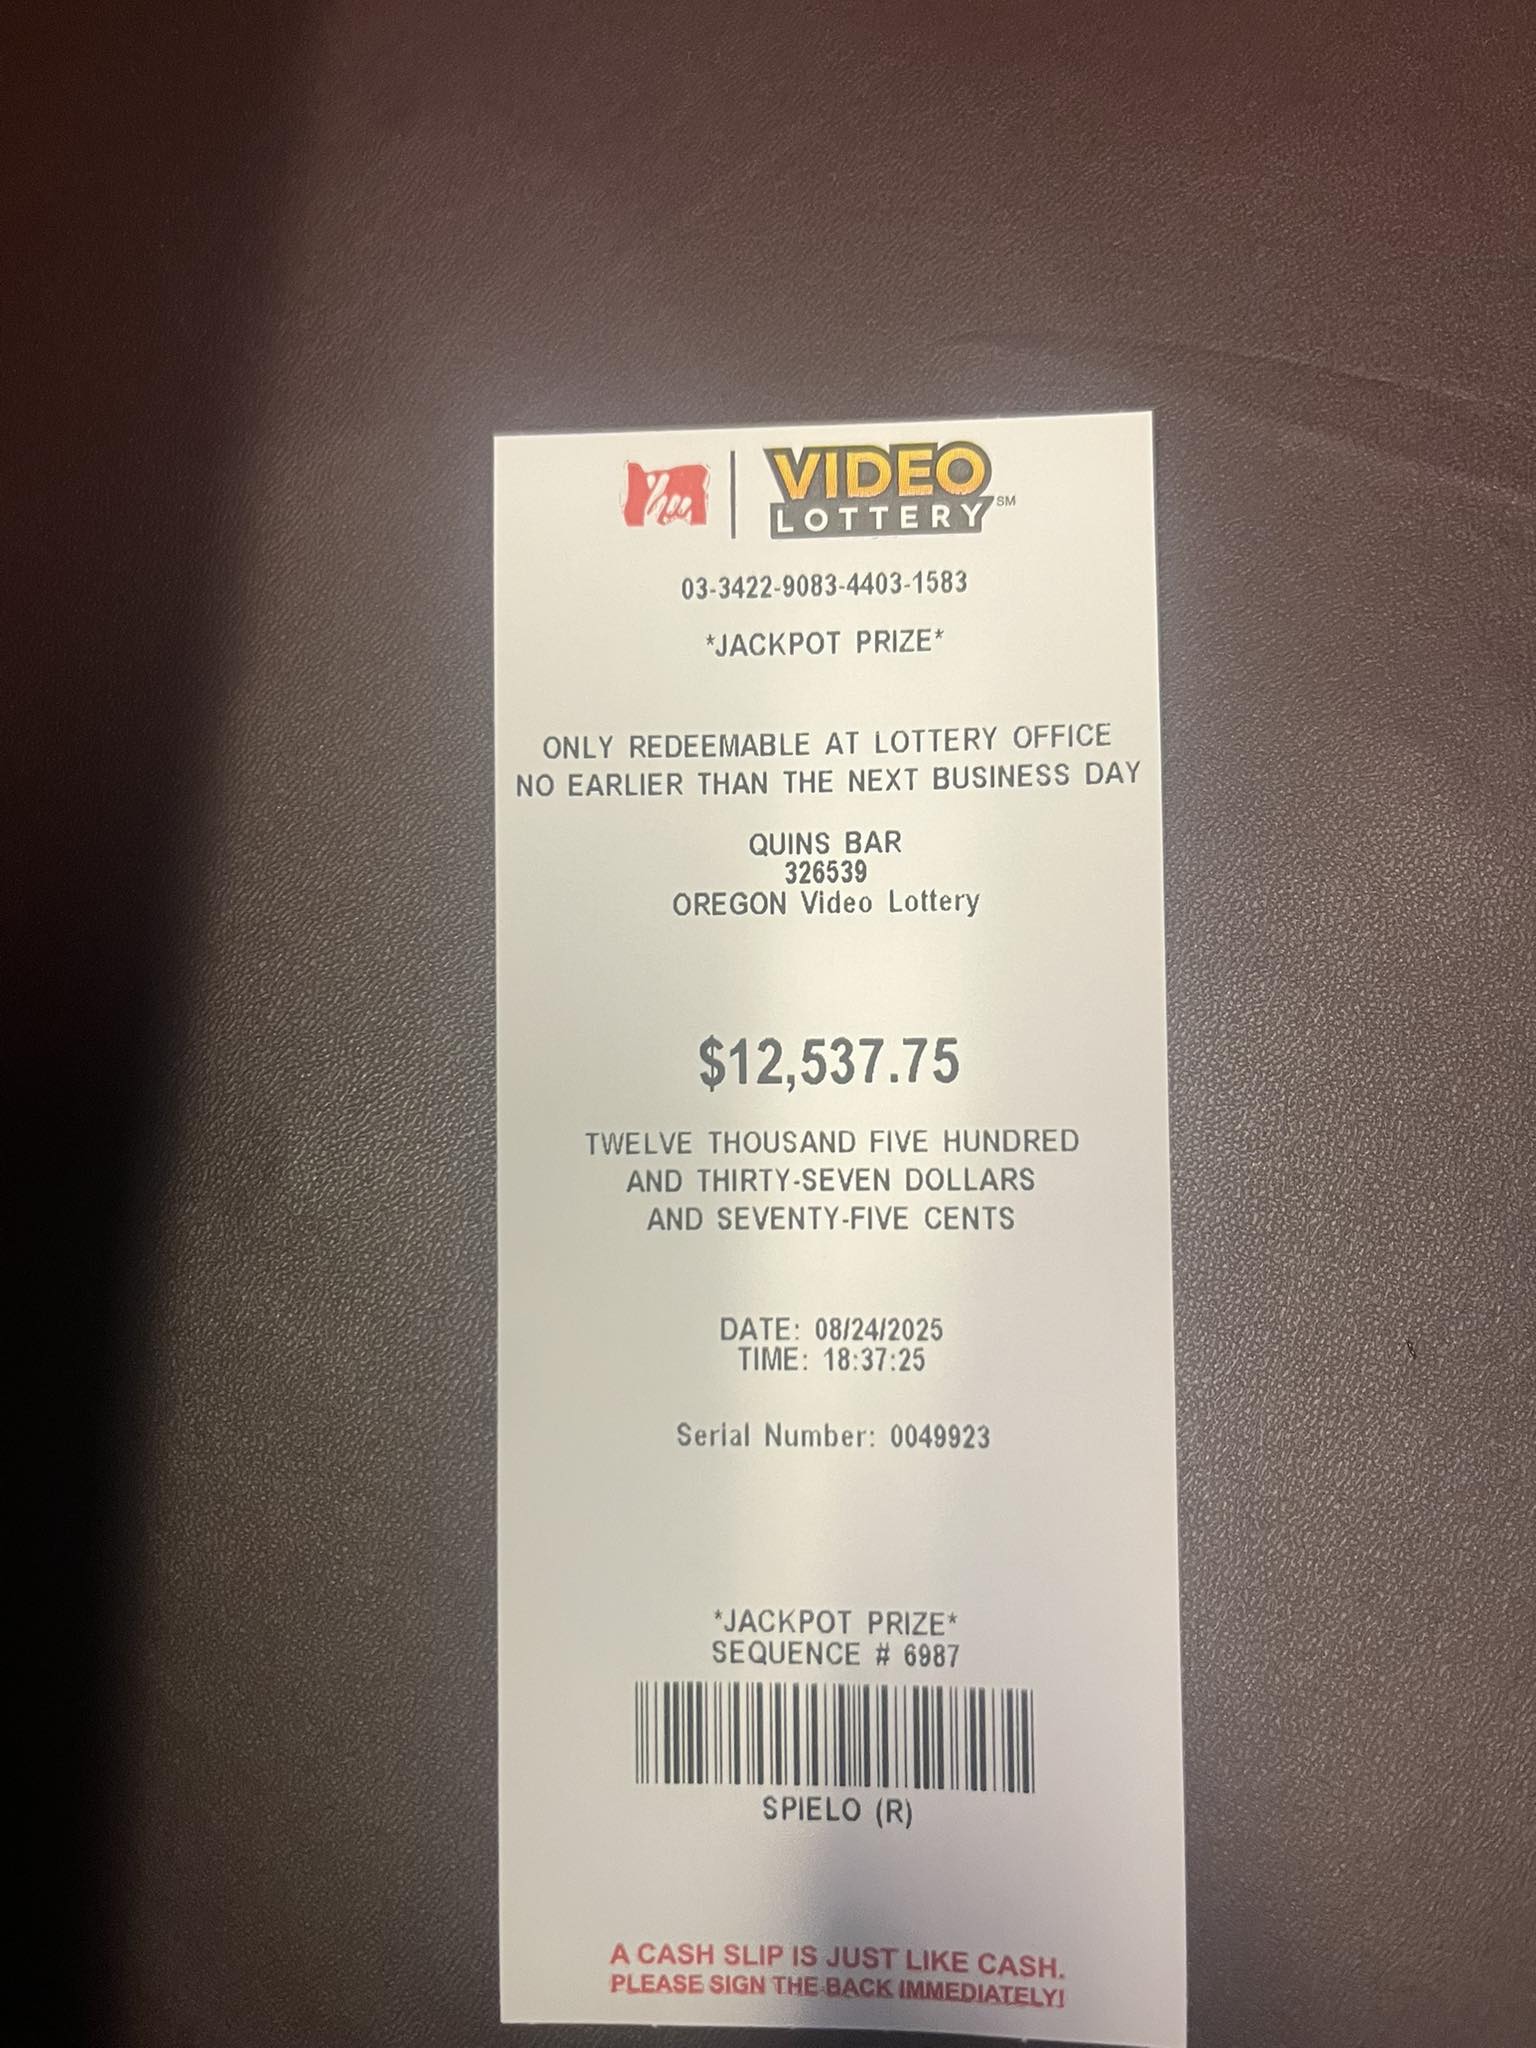 VIDEO
LOTTERY SM
03-3422-9083-4403-1583
*JACKPOT PRIZE*
ONLY REDEEMABLE AT LOTTERY OFFICE
NO EARLIER THAN THE NEXT BUSINESS DAY
QUINS BAR
326539
OREGON Video Lottery
$12,537.75
TWELVE THOUSAND FIVE HUNDRED
AND THIRTY-SEVEN DOLLARS
AND SEVENTY-FIVE CENTS
DATE: 08/24/2025
TIME: 18:37:25
Serial Number: 0049923
*JACKPOT PRIZE*
SEQUENCE # 6987
SPIELO (R)
A CASH SLIP IS JUST LIKE CASH.
PLEASE SIGN THE BACK IMMEDIATELY!